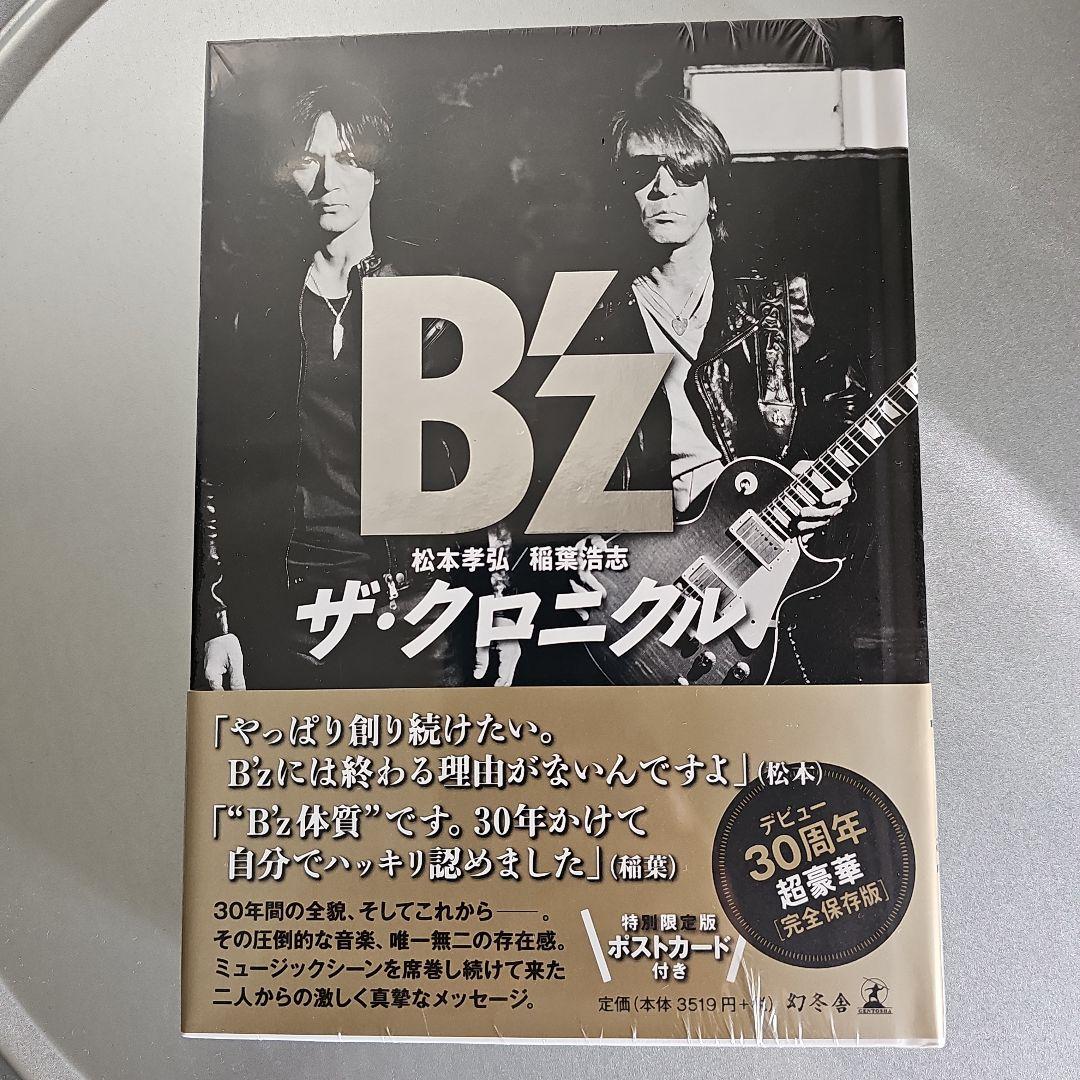 B'z
松本孝弘/稲葉浩志
ザ・クロニクル
「やっぱり創り続けたい。
B'zには終わる理由がないんですよ」(松本)
「“B'z体質”です。30年かけて
自分でハッキリ認めました」(稲葉)
30年間の全貌、そしてこれから――。
その圧倒的な音楽、唯一無二の存在感。
ミュージックシーンを席巻し続けて来た
二人からの激しく真摯なメッセージ。
デビュー
30周年
超豪華
[完全保存版]
特別限定版
ポストカード
付き
定価(本体 3519円+税) 幻冬舎
GENTOSHA